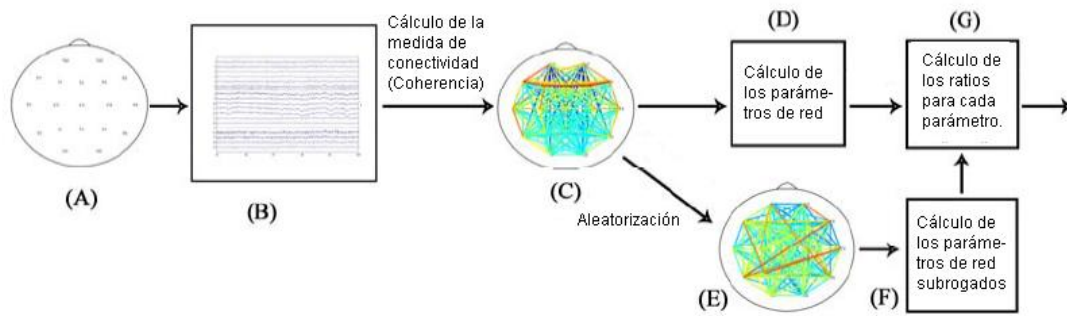 (A)
(B)
Cálculo de la
medida de
conectividad
(Coherencia)
(C)
(D)
Cálculo de
los paráme-
tros de red
(G)
Cálculo de
los ratios
para cada
parámetro.
Aleatorización
(E)
(F)
Cálculo de
los paráme-
tros de red
subrogados